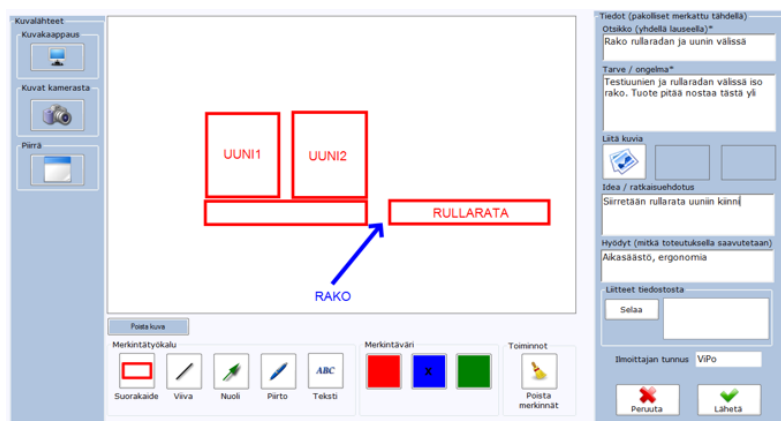 Kuvalähteet
Kuvakaappaus
Kuvat kamerasta
Piirrä
UUNI1
UUNI2
RULLARATA
RAKO
Poista kuva
Merkintätyökalu
Suorakaide
Viiva
Nuoli
Piirto
ABC
Teksti
Merkintäväri
X
Toiminnot
Poista
merkinnät
Tiedot (pakolliset merkattu tähdellä)
Otsikko (yhdellä lauseella)*
Rako rullaradan ja uunin välissä
Tarve / ongelma*
Testiuunien ja rullaradan välissä iso
rako. Tuote pitää nostaa tästä yli
Liitä kuvia
Idea / ratkaisuehdotus
Siirretään rullarata uuniin kiinni
Hyödyt (mitkä toteutuksella saavutetaan)
Aikasäästö, ergonomia
Liitteet tiedostosta
Selaa
Ilmoittajan tunnus
ViPo
Peruuta
Lähetä